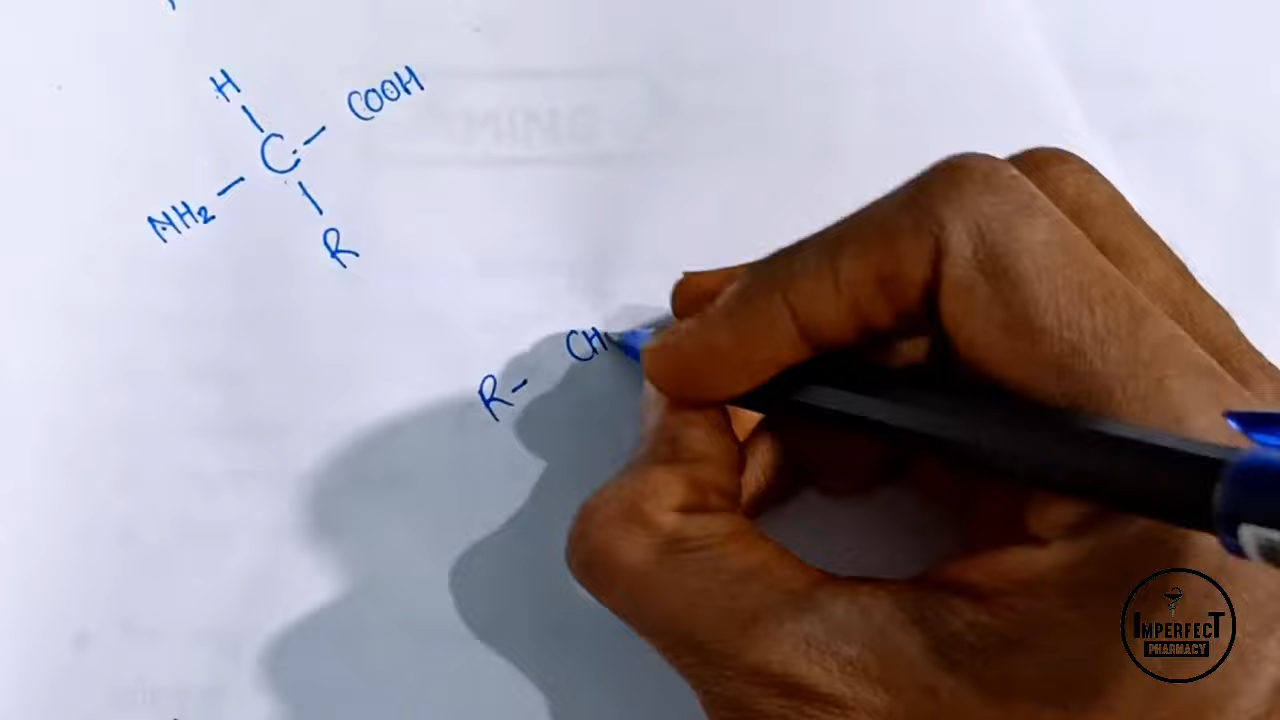 H
COOH
C
NH₂
R
R- CH
IMPERFECT
PHARMACY